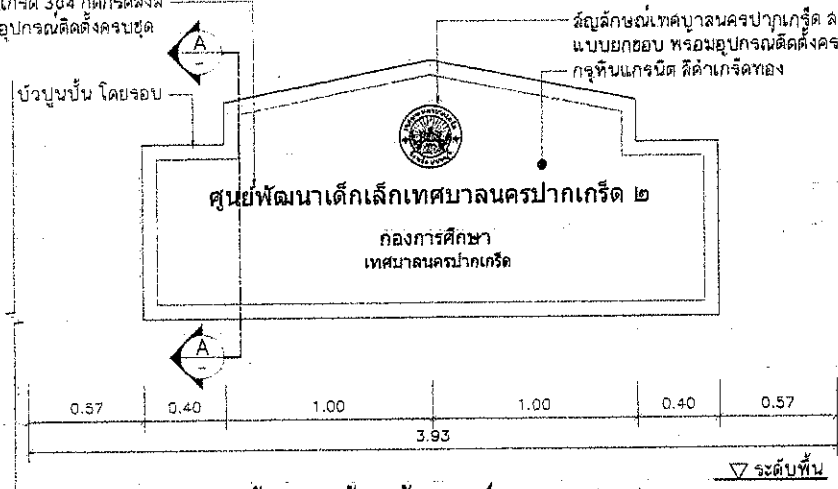 เกรด 304 กัดกรดลงสี
อุปกรณ์ติดตั้งครบชุด
สัญลักษณ์เทศบาลนครปากเกร็ด
แบบยกขอบ พร้อมอุปกรณ์ติดตั้งคร
กรุหินแกรนิต สีดำเกร็ดทอง
A
บัวปูนปั้น โดยรอบ
ศูนย์พัฒนาเด็กเล็กเทศบาลนครปากเกร็ด ๒
กองการศึกษา
เทศบาลนครปากเกร็ด
A
0.57 0.40 1.00 1.00 0.40 0.57
3.93
ระดับพื้น